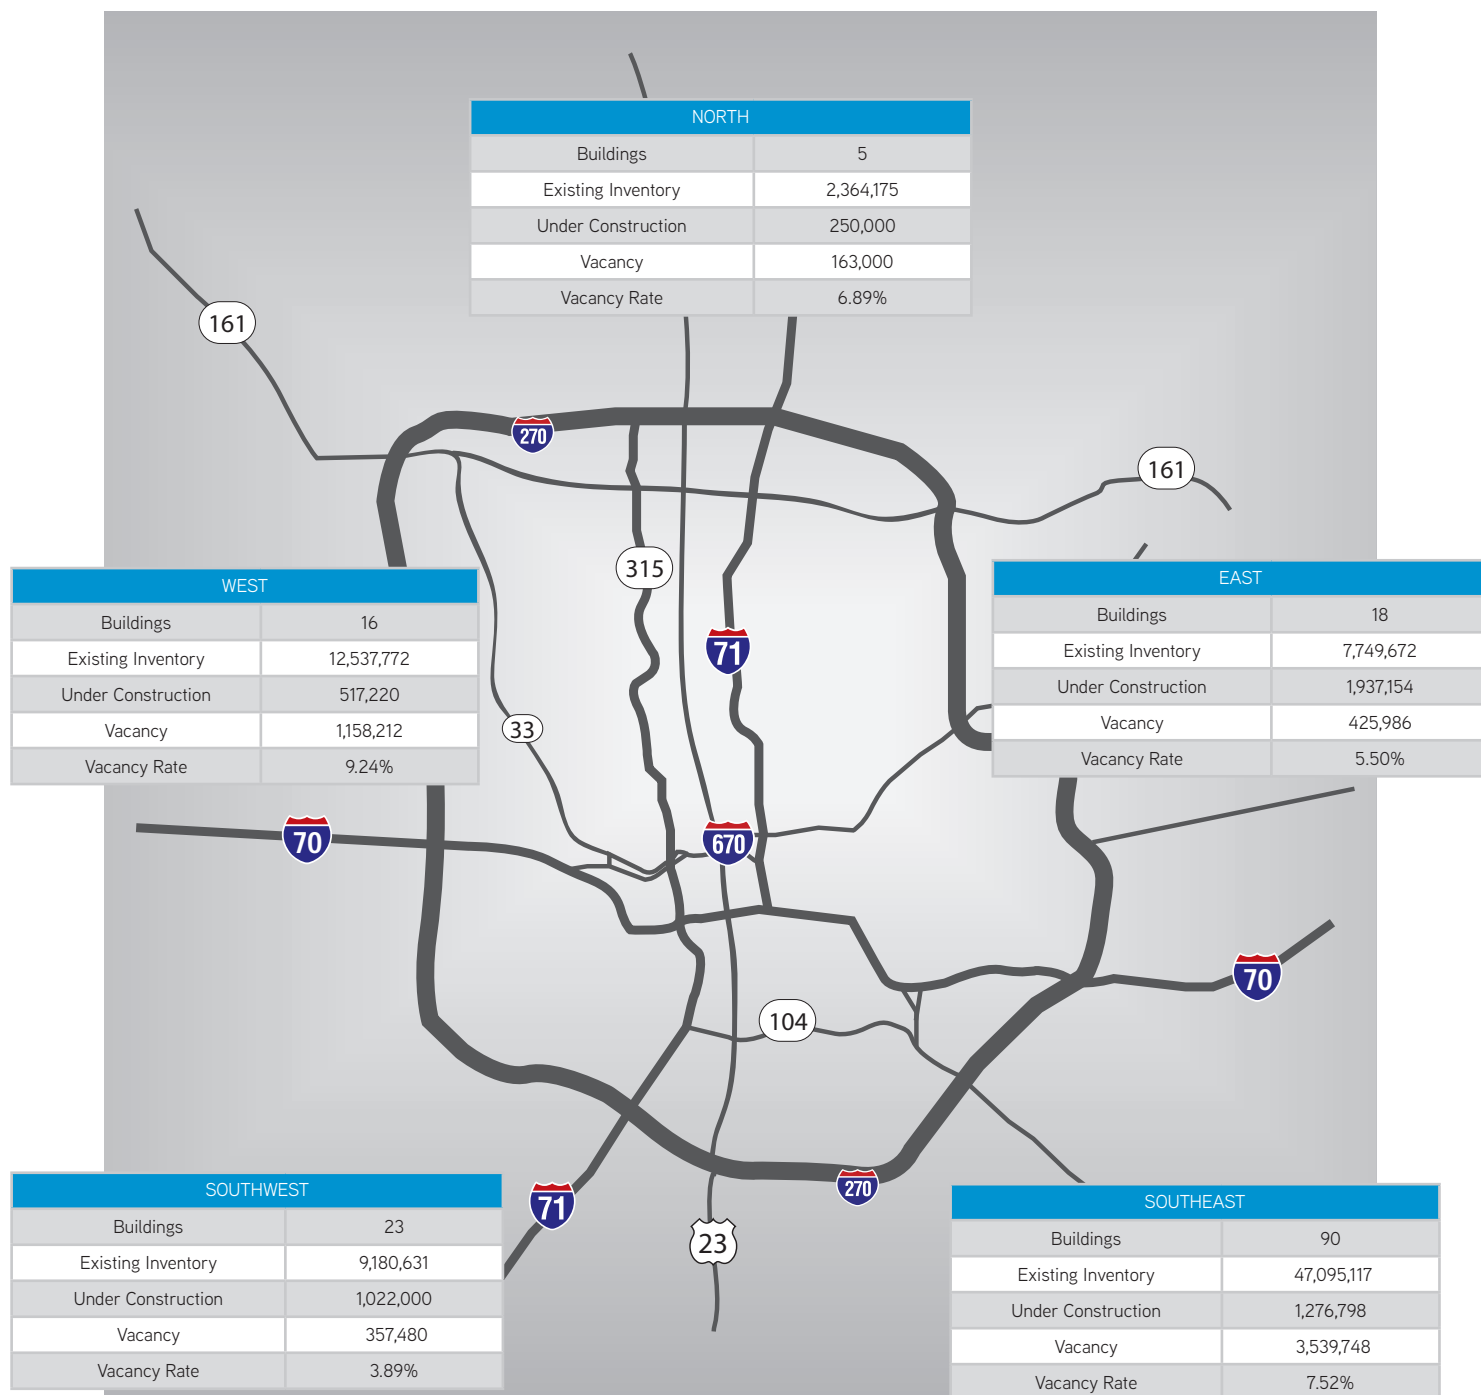 NORTH
Buildings 5
Existing Inventory 2,364,175
Under Construction 250,000
Vacancy 163,000
Vacancy Rate 6.89%
161
270
161
315
WEST
Buildings 16
Existing Inventory 12,537,772
Under Construction 517,220
Vacancy 1,158,212
Vacancy Rate 9.24%
EAST
Buildings 18
Existing Inventory 7,749,672
Under Construction 1,937,154
Vacancy 425,986
Vacancy Rate 5.50%
71
33
70
670
70
104
SOUTHWEST
Buildings 23
Existing Inventory 9,180,631
Under Construction 1,022,000
Vacancy 357,480
Vacancy Rate 3.89%
71
270
23
SOUTHEAST
Buildings 90
Existing Inventory 47,095,117
Under Construction 1,276,798
Vacancy 3,539,748
Vacancy Rate 7.52%